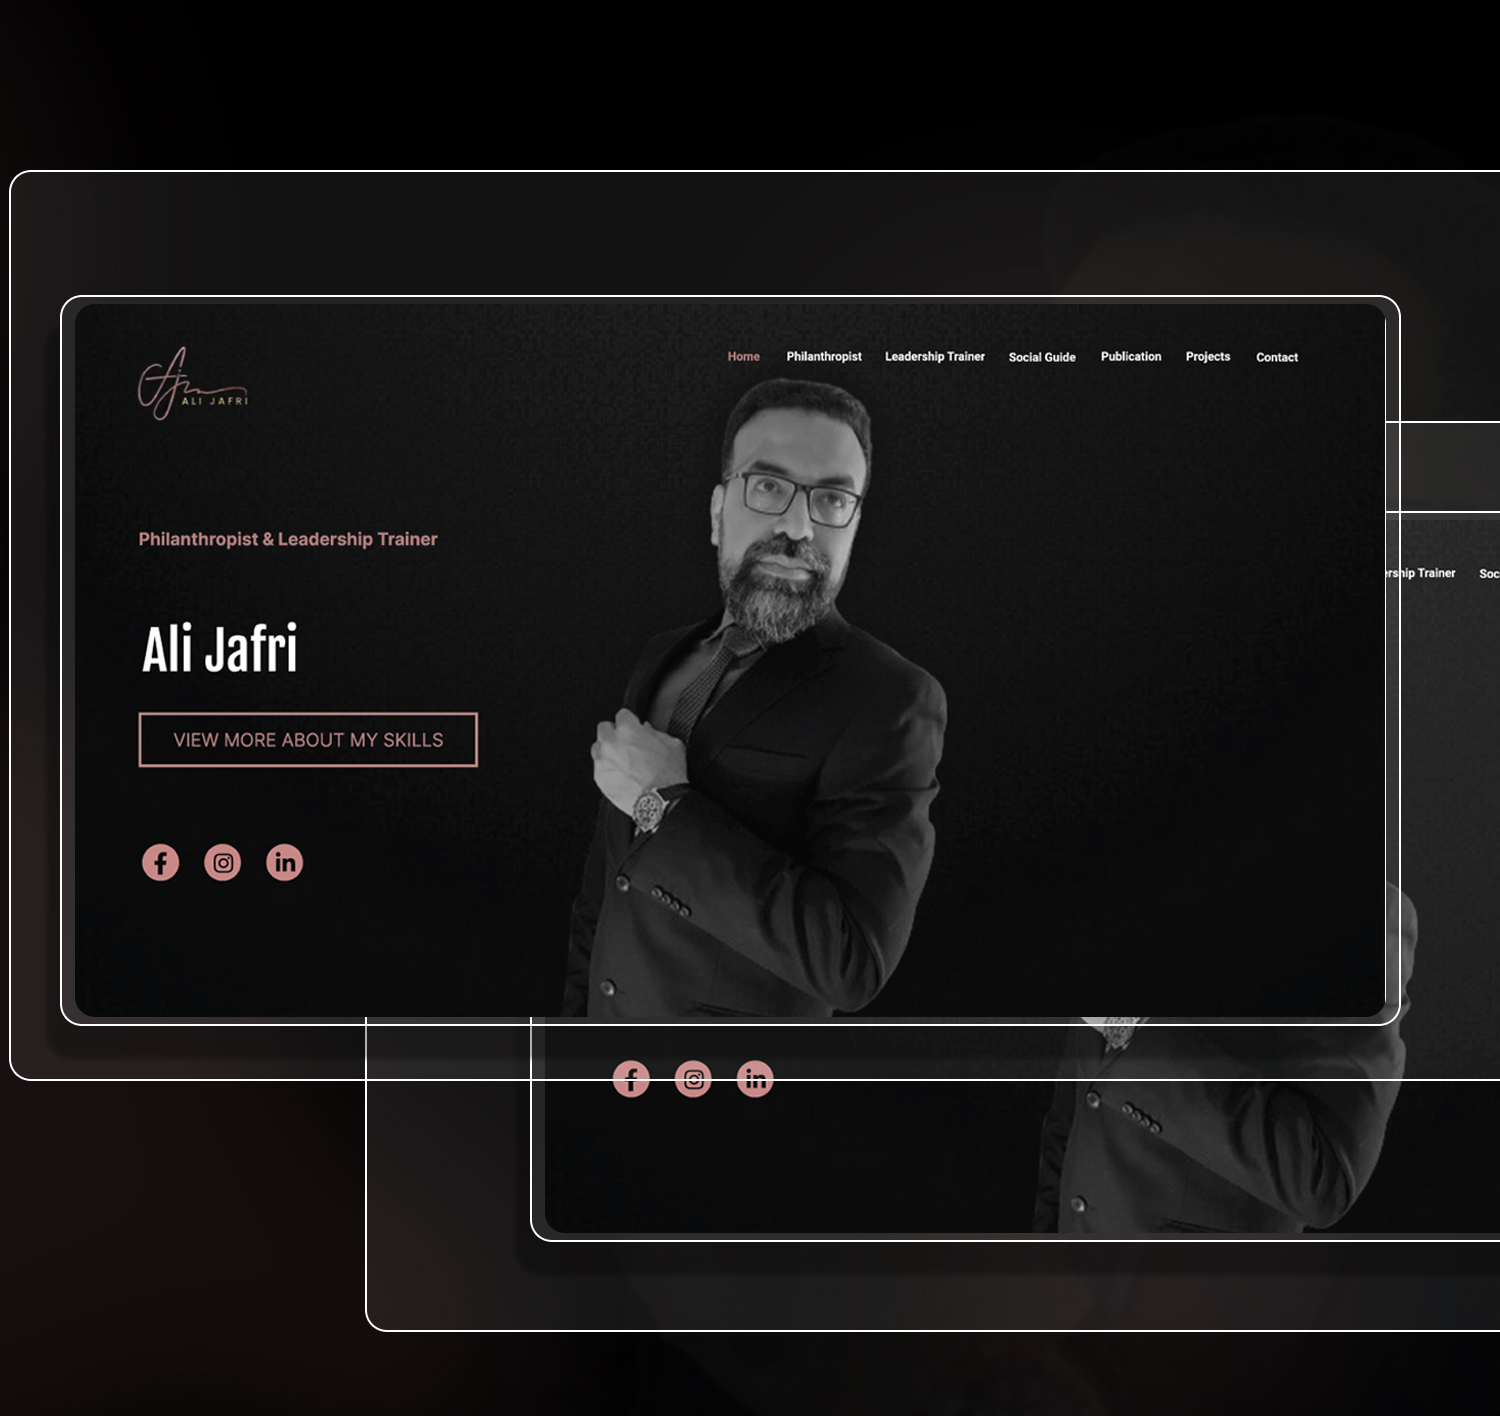 Home Philanthropist Leadership Trainer Social Guide Publication Projects Contact
ALI JAFRI
Philanthropist & Leadership Trainer
Ali Jafri
VIEW MORE ABOUT MY SKILLS
ership Trainer Soc